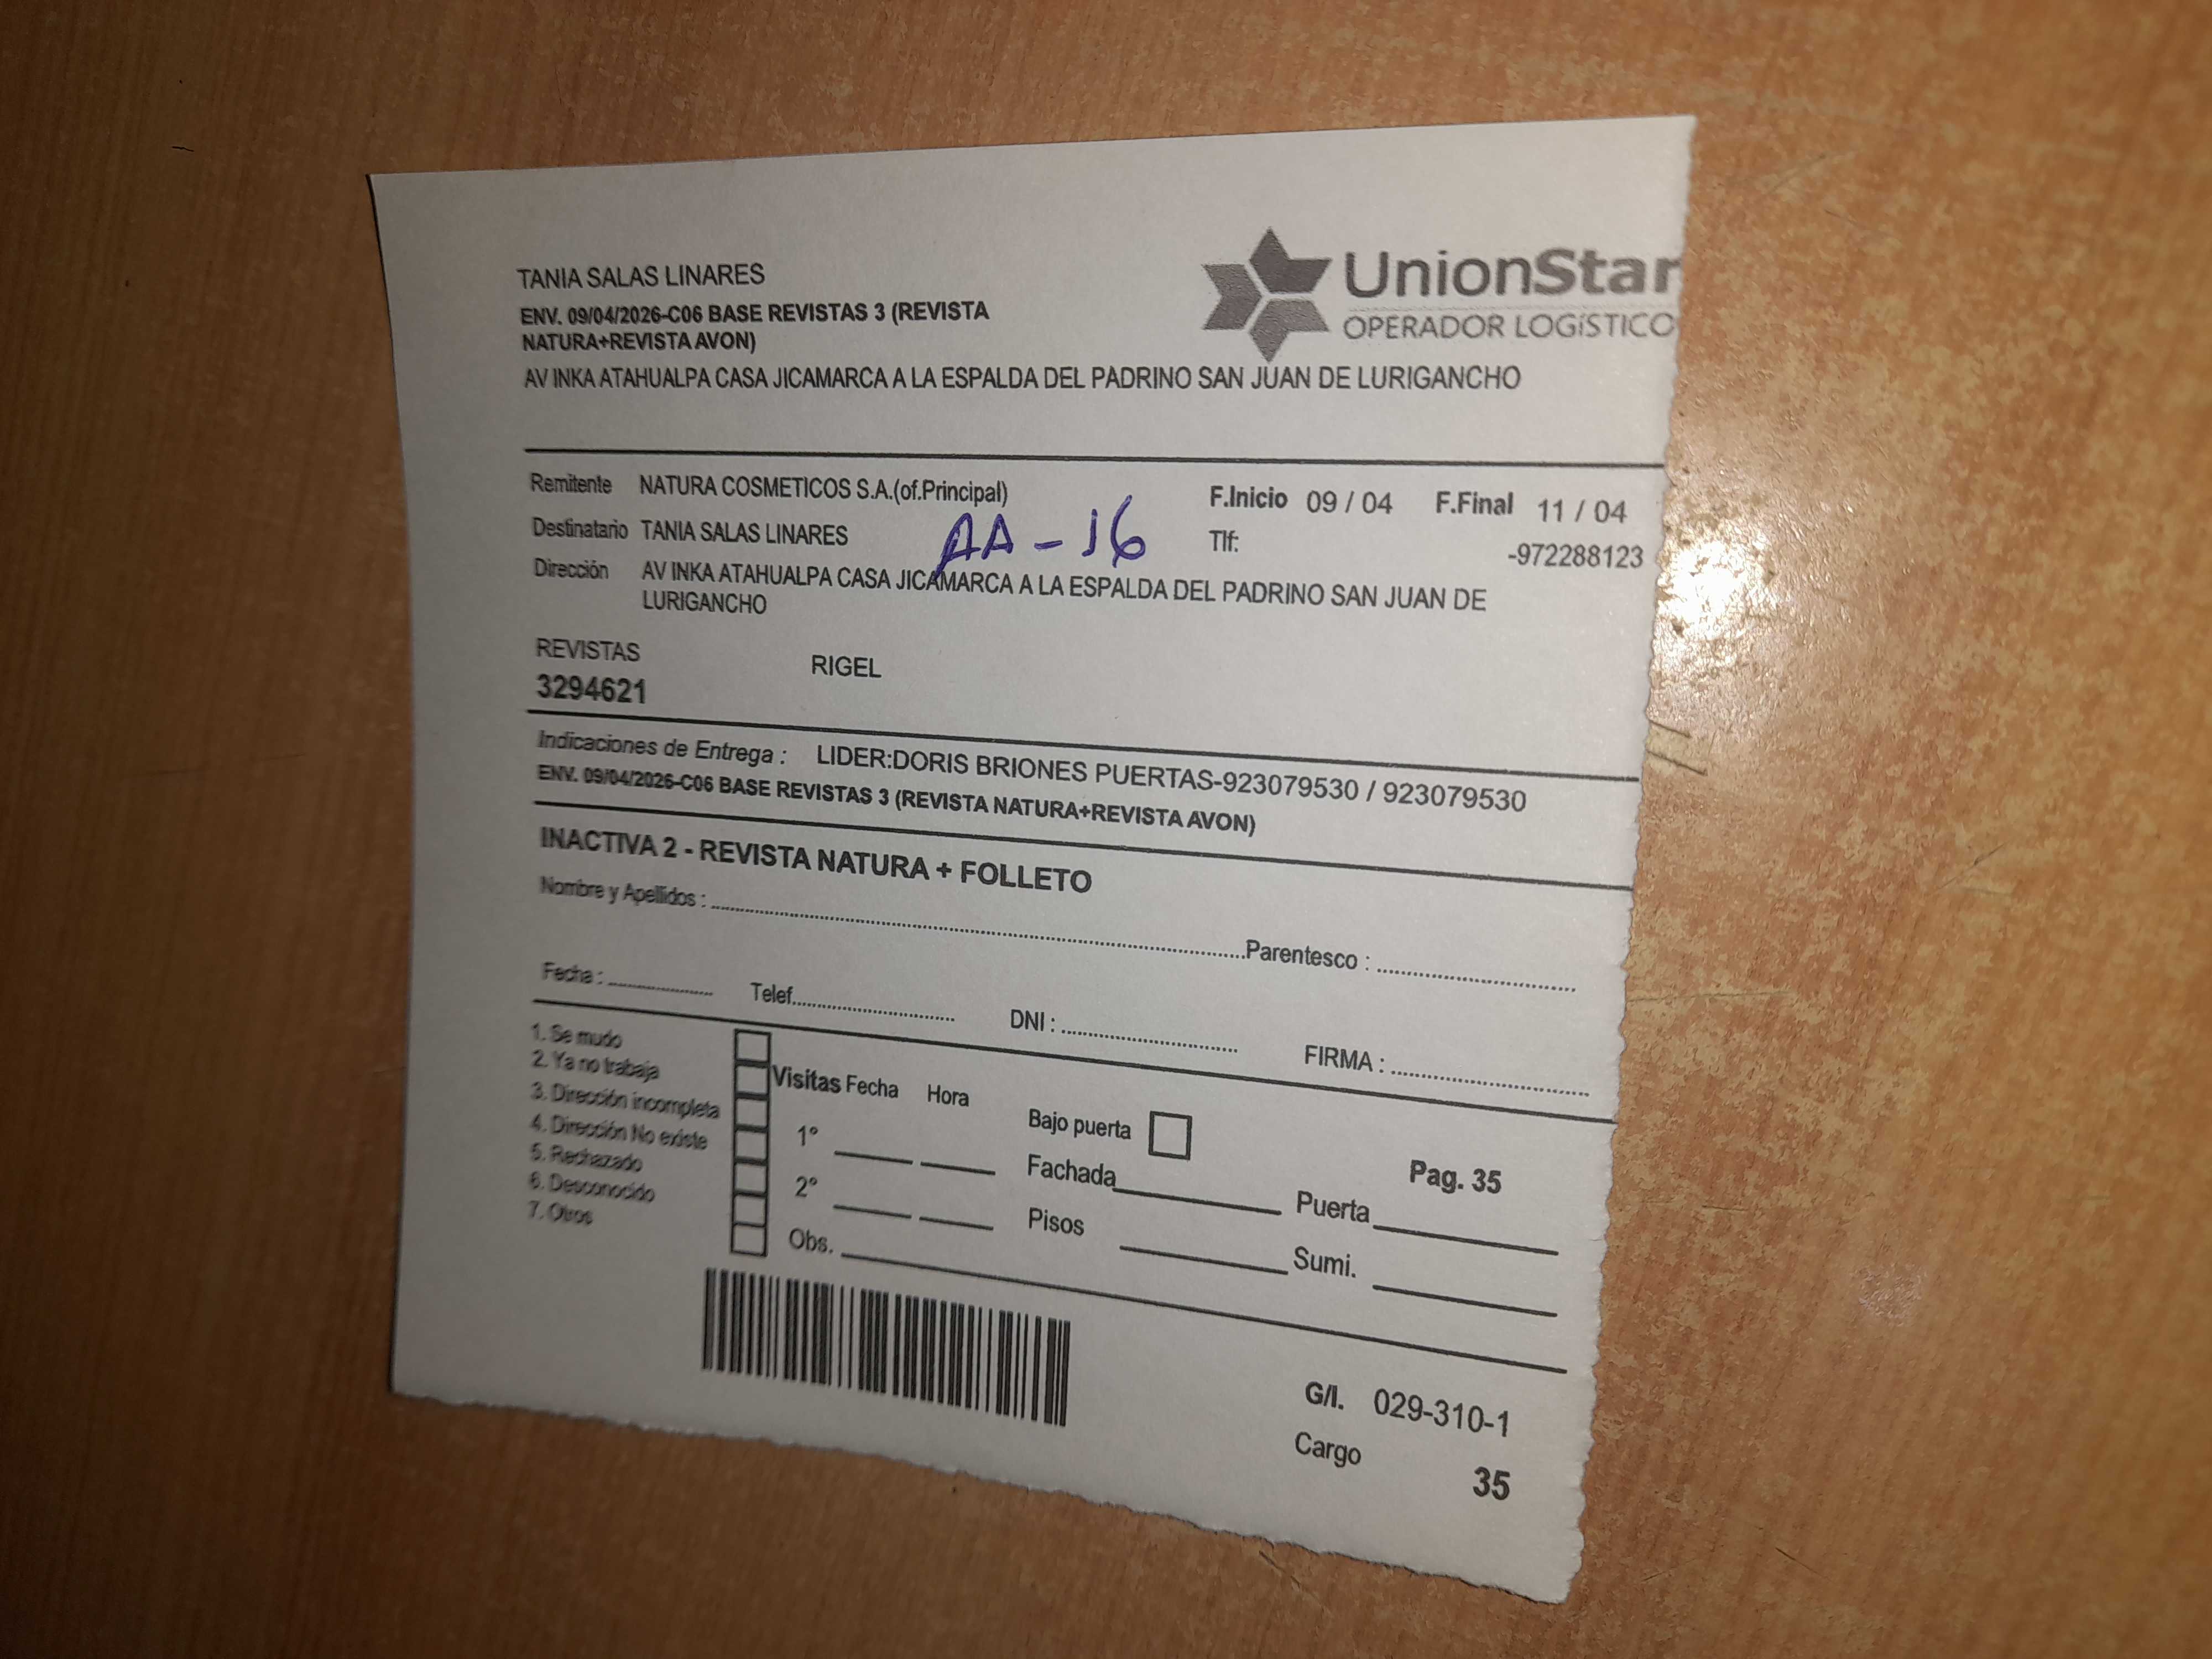 TANIA SALAS LINARES
ENV. 09/04/2026-C06 BASE REVISTAS 3 (REVISTA
NATURA+REVISTA AVON)
AV INKA ATAHUALPA CASA JICAMARCA A LA ESPALDA DEL PADRINO SAN JUAN DE LURIGANCHO
UnionStar
OPERADOR LOGíSTICO
Remitente NATURA COSMETICOS S.A.(of.Principal) F.Inicio 09 / 04 F.Final 11 / 04
Destinatario TANIA SALAS LINARES AA - 16 Tlf: -972288123
Dirección AV INKA ATAHUALPA CASA JICAMARCA A LA ESPALDA DEL PADRINO SAN JUAN DE
LURIGANCHO
REVISTAS RIGEL
3294621
Indicaciones de Entrega : LIDER:DORIS BRIONES PUERTAS-923079530 / 923079530
ENV. 09/04/2026-C06 BASE REVISTAS 3 (REVISTA NATURA+REVISTA AVON)
INACTIVA 2 - REVISTA NATURA + FOLLETO
Nombre y Apellidos : Parentesco :
Fecha : Telef. DNI : FIRMA :
1. Se mudo
2. Ya no trabaja
3. Dirección incompleta
4. Dirección No existe
5. Rechazado
6. Desconocido
7. Otros
Visitas Fecha Hora
1°
2°
Obs.
Bajo puerta
Fachada
Pisos
Pag. 35
Puerta
Sumi.
G/I. 029-310-1
Cargo 35